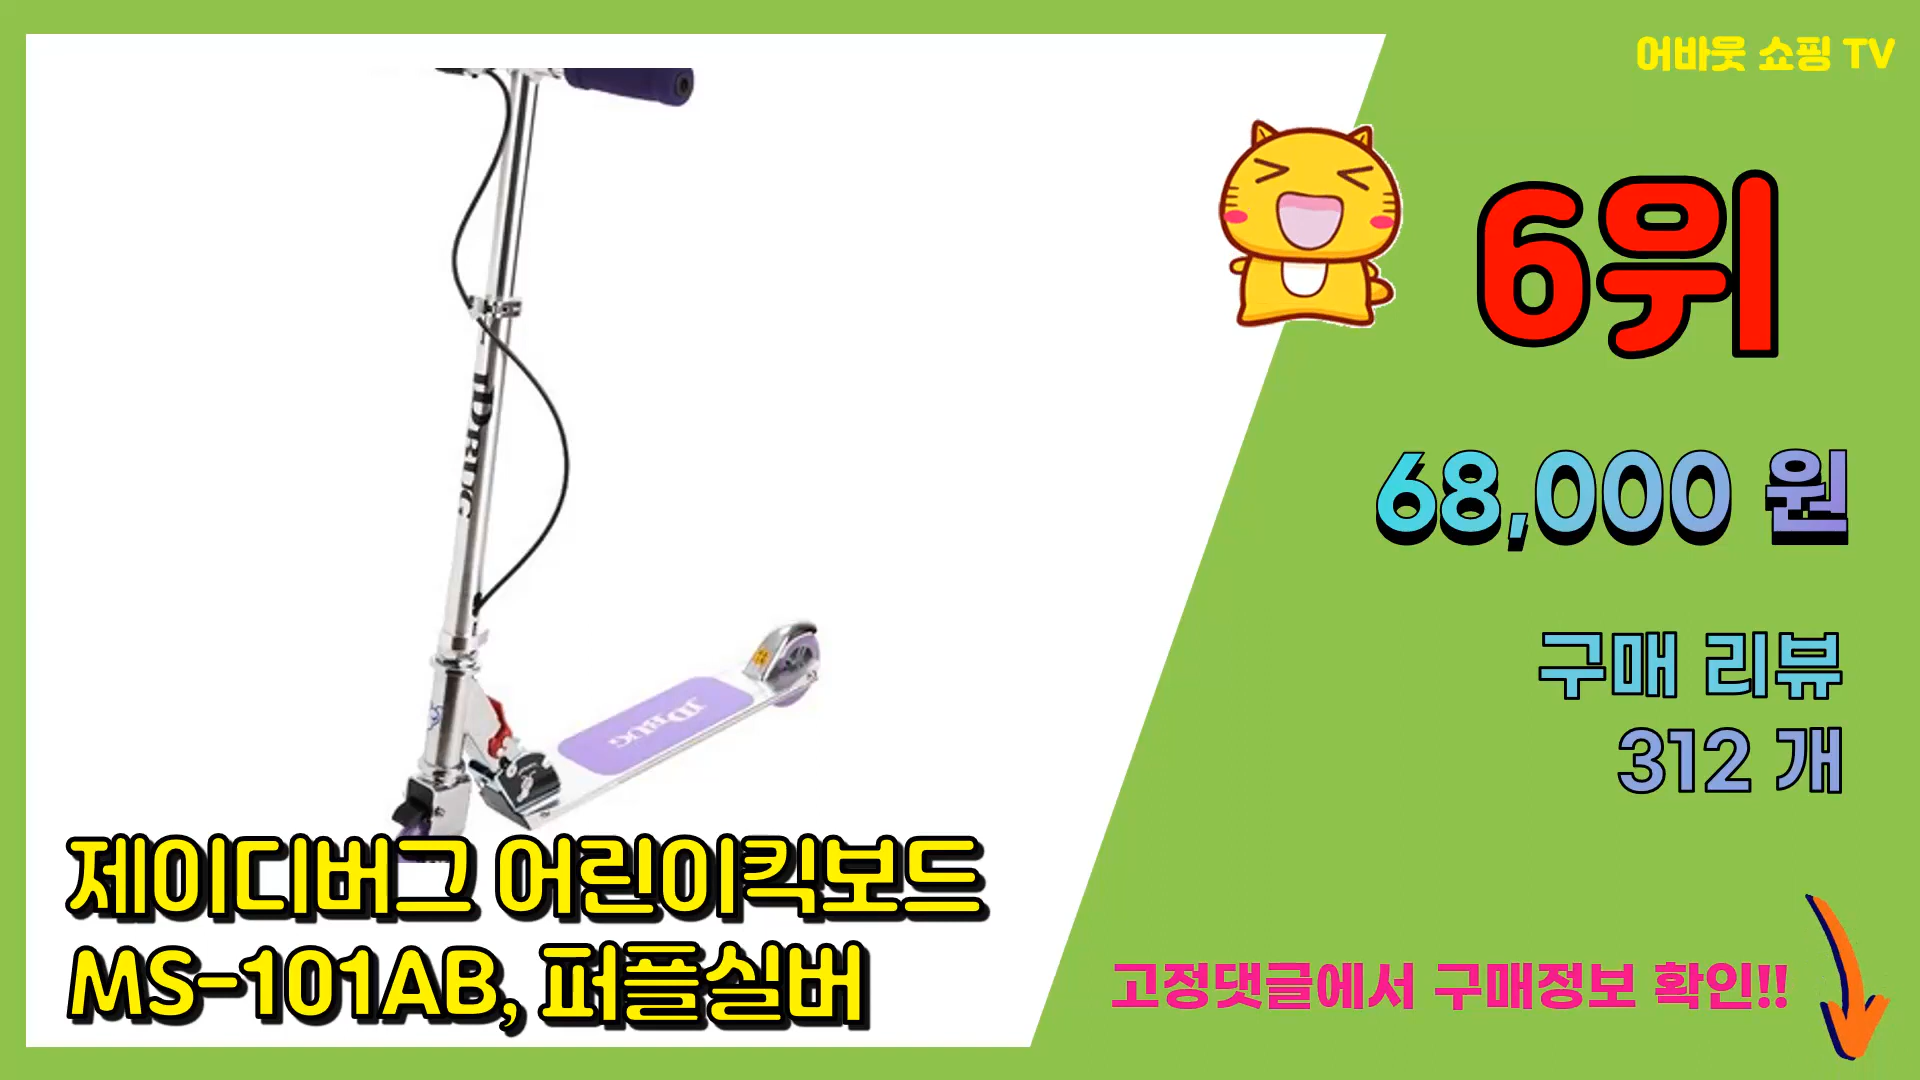 어바웃 쇼핑 TV
6위
68,000 원
구매 리뷰
312 개
JDBUG
JDBUG
제이디버그 어린이킥보드
MS-101AB, 퍼플실버
고정댓글에서 구매정보 확인!!